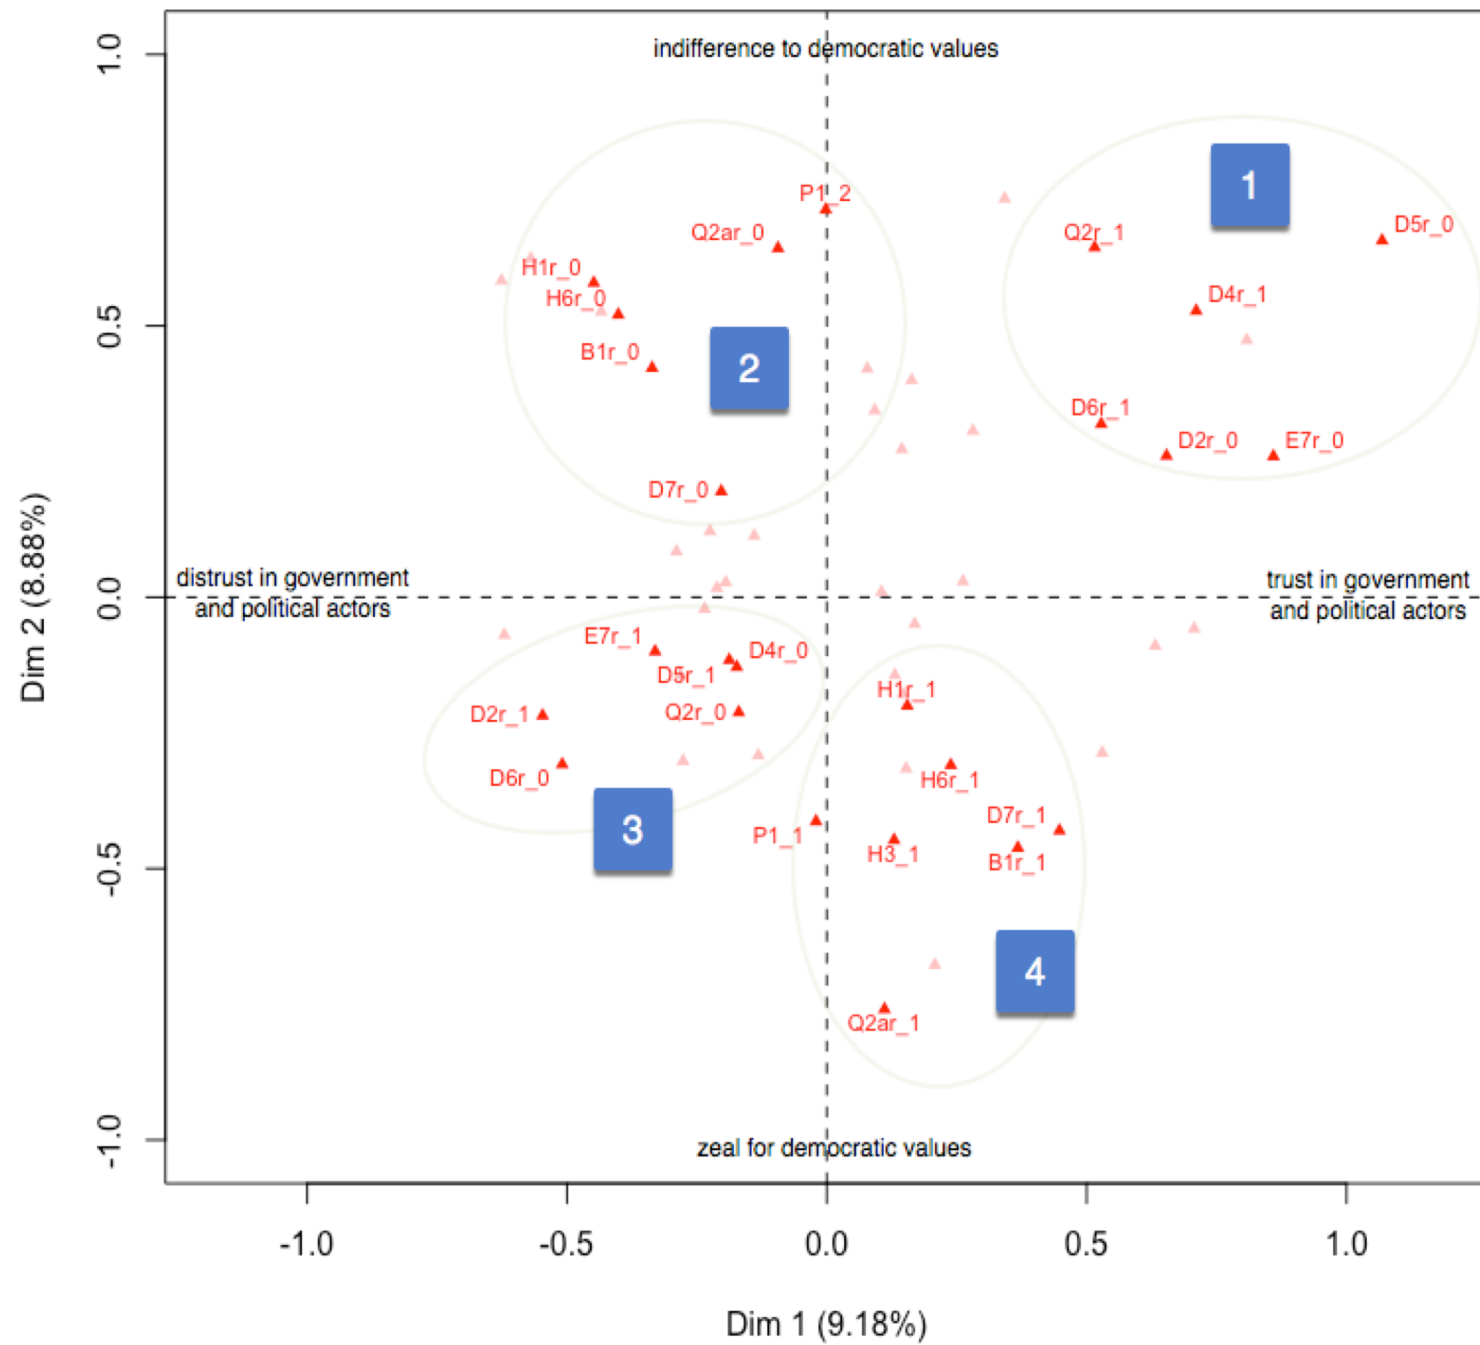 1.0
indifference to democratic values
1
P1_2
Q2ar_0
Q2r_1
D5r_0
H1r_0
H6r_0
D4r_1
0.5
B1r_0
2
D6r_1
D2r_0
E7r_0
D7r_0
Dim 2 (8.88%)
0.0
distrust in government
and political actors
trust in government
and political actors
E7r_1
D4r_0
D5r_1
H1r_1
D2r_1
Q2r_0
D6r_0
H6r_1
3
P1_1
D7r_1
H3_1
B1r_1
-0.5
4
Q2ar_1
-1.0
zeal for democratic values
-1.0
-0.5
0.0
0.5
1.0
Dim 1 (9.18%)